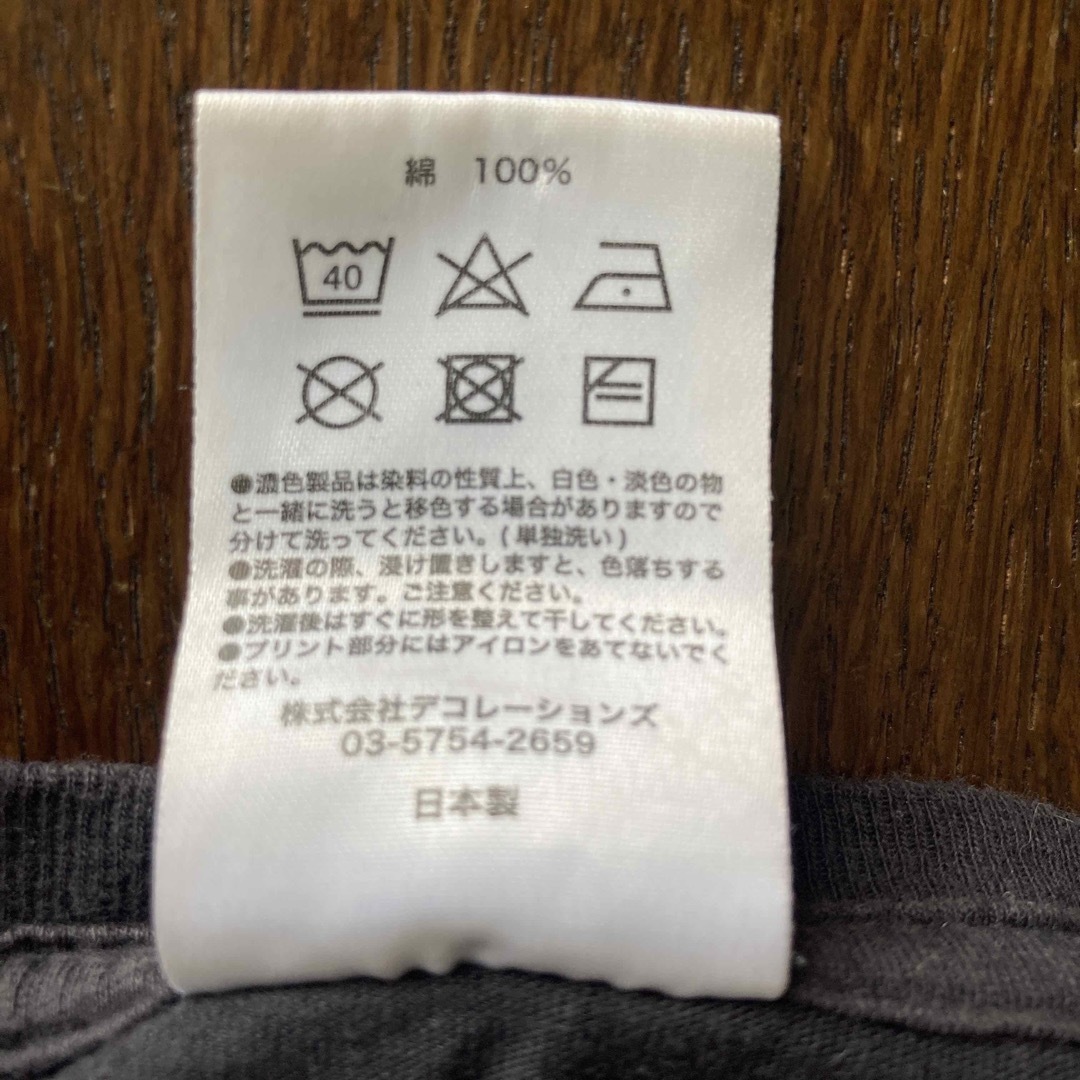 綿 100%
40
●濃色製品は染料の性質上、白色・淡色の物
と一緒に洗うと移色する場合がありますので
分けて洗ってください。(単独洗い)
●洗濯の際、浸け置きしますと、色落ちする
事があります。ご注意ください。
●洗濯後はすぐに形を整えて干してください。
●プリント部分にはアイロンをあてないでく
ださい。
株式会社デコレーションズ
03-5754-2659
日本製